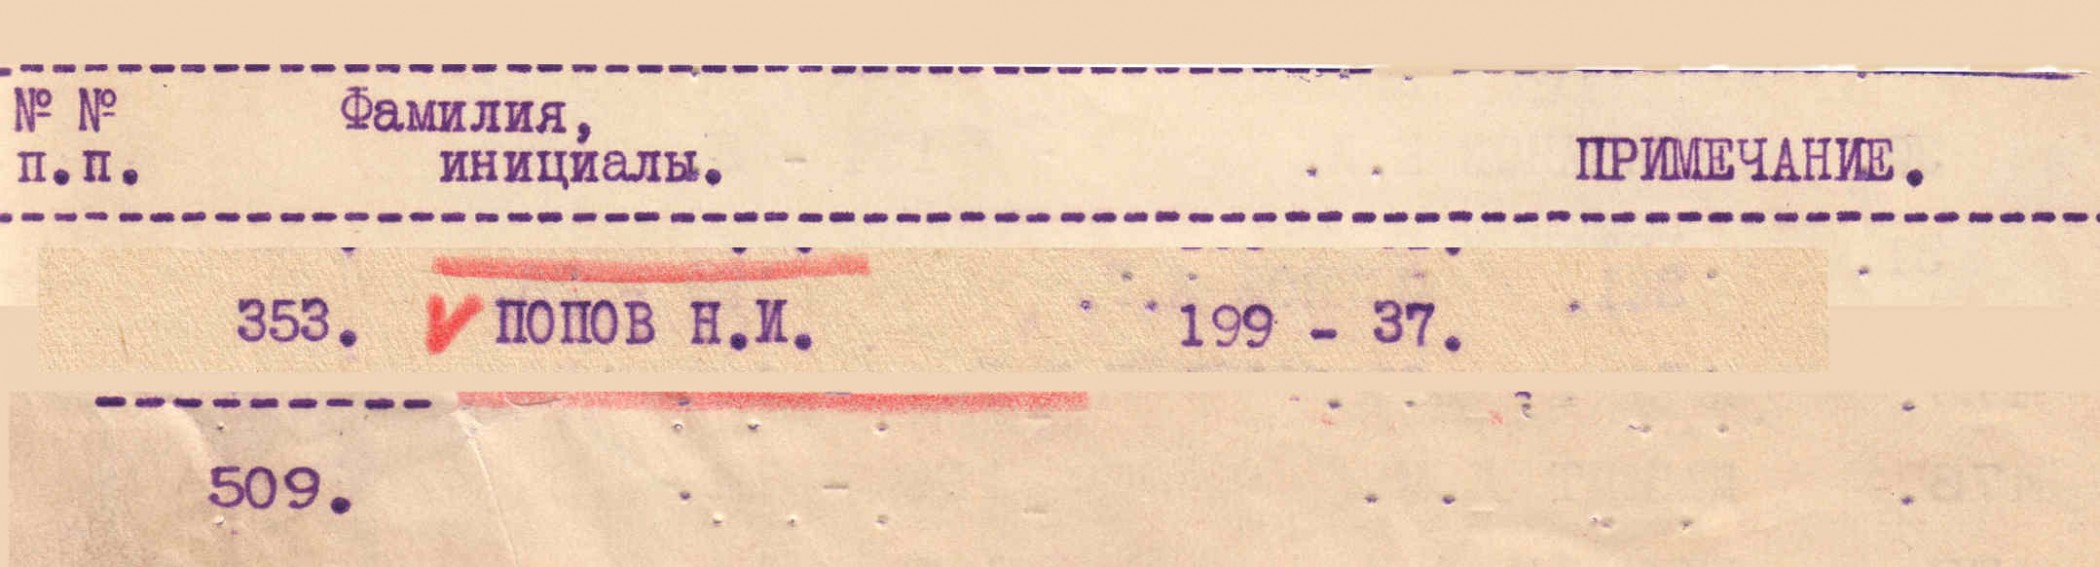 № № Фамилия,
п.п. инициалы. ПРИМЕЧАНИЕ.
353. ПОПОВ Н.И. 199 - 37.
509.